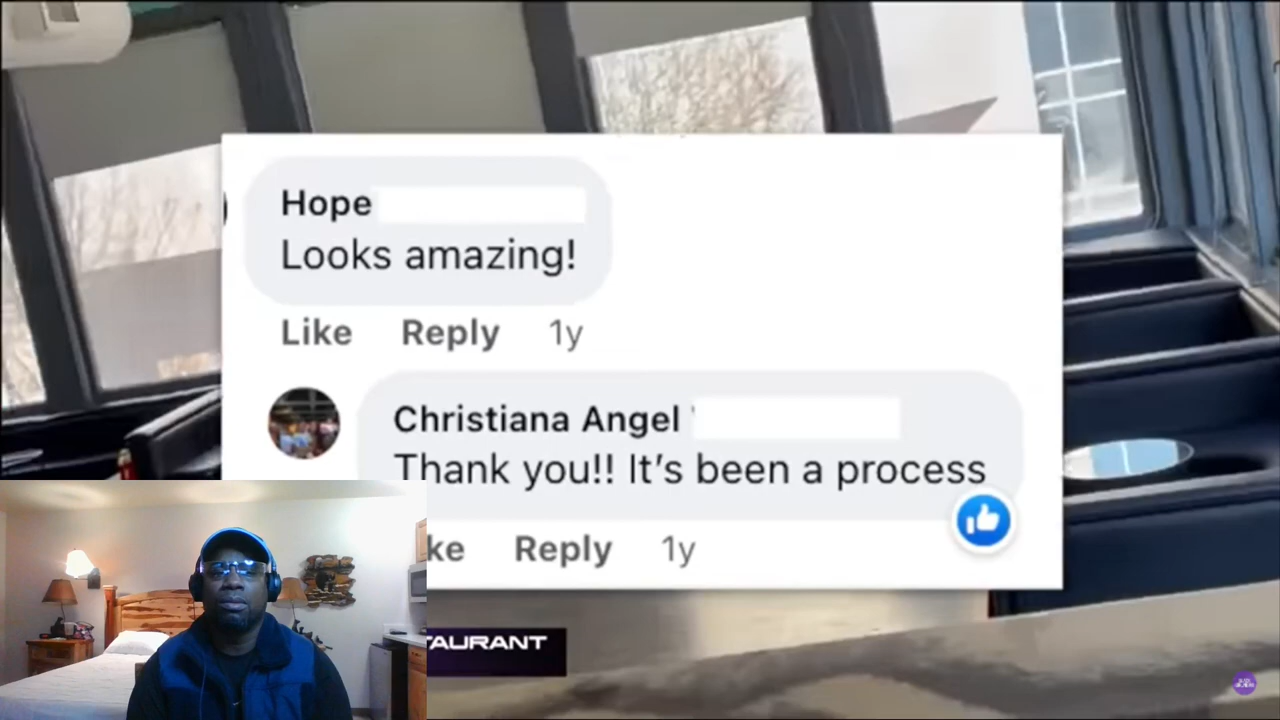 Hope
Looks amazing!
Like Reply 1y
Christiana Angel
Thank you!! It's been a process
ke Reply 1y
TAURANT